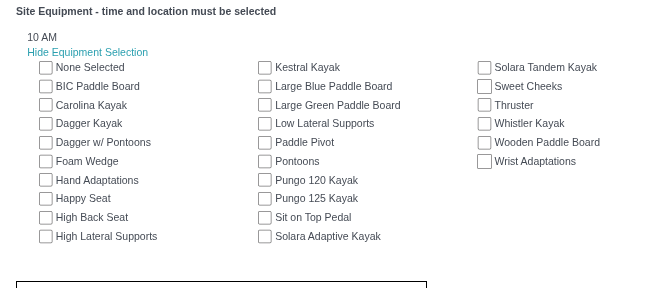 Site Equipment - time and location must be selected
10 AM
Hide Equipment Selection
None Selected
BIC Paddle Board
Carolina Kayak
Dagger Kayak
Dagger w/ Pontoons
Foam Wedge
Hand Adaptations
Happy Seat
High Back Seat
High Lateral Supports
Kestral Kayak
Large Blue Paddle Board
Large Green Paddle Board
Low Lateral Supports
Paddle Pivot
Pontoons
Pungo 120 Kayak
Pungo 125 Kayak
Sit on Top Pedal
Solara Adaptive Kayak
Solara Tandem Kayak
Sweet Cheeks
Thruster
Whistler Kayak
Wooden Paddle Board
Wrist Adaptations